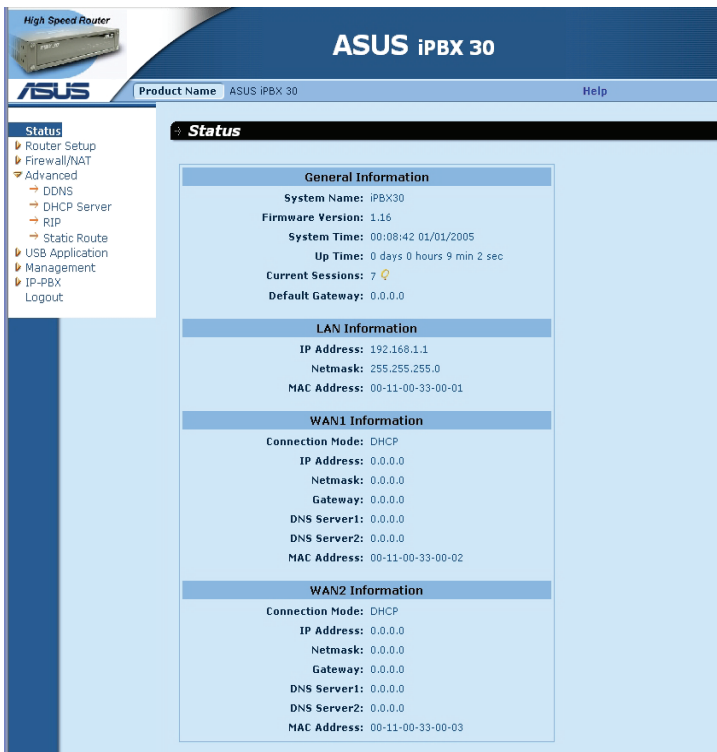 High Speed Router
ASUS iPBX 30
ASUS
Product Name ASUS iPBX 30 Help
Status
Router Setup
Firewall/NAT
Advanced
DDNS
DHCP Server
RIP
Static Route
USB Application
Management
IP-PBX
Logout
Status
General Information
System Name: iPBX30
Firmware Version: 1.16
System Time: 00:08:42 01/01/2005
Up Time: 0 days 0 hours 9 min 2 sec
Current Sessions: 7
Default Gateway: 0.0.0.0
LAN Information
IP Address: 192.168.1.1
Netmask: 255.255.255.0
MAC Address: 00-11-00-33-00-01
WAN1 Information
Connection Mode: DHCP
IP Address: 0.0.0.0
Netmask: 0.0.0.0
Gateway: 0.0.0.0
DNS Server1: 0.0.0.0
DNS Server2: 0.0.0.0
MAC Address: 00-11-00-33-00-02
WAN2 Information
Connection Mode: DHCP
IP Address: 0.0.0.0
Netmask: 0.0.0.0
Gateway: 0.0.0.0
DNS Server1: 0.0.0.0
DNS Server2: 0.0.0.0
MAC Address: 00-11-00-33-00-03